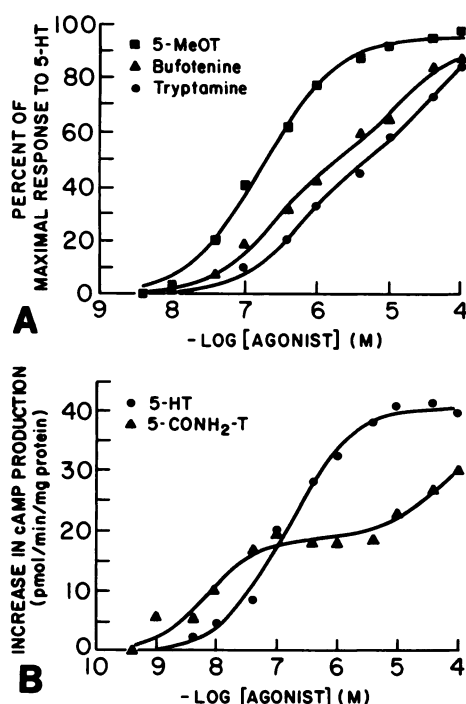 100
80
60
40
20
10
0
PERCENT OF
MAXIMAL RESPONSE TO 5-HT
5-MeOT
Bufotenine
Tryptamine
9 8 7 6 5 4
A
-LOG [AGONIST] (M)
40
30
20
10
0
INCREASE IN cAMP PRODUCTION
(pmol/min/mg protein)
5-HT
5-CONH₂-T
10 9 8 7 6 5 4
B
-LOG [AGONIST] (M)